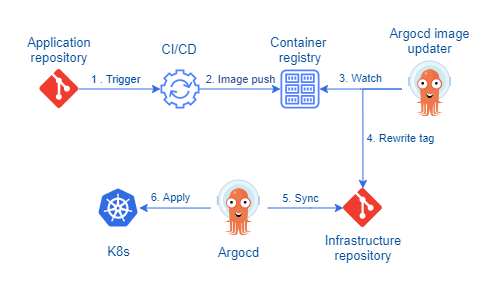 Application
repository
CI/CD
Container
registry
Argocd image
updater
1 . Trigger
2. Image push
3. Watch
4. Rewrite tag
6. Apply
5. Sync
K8s
Argocd
Infrastructure
repository